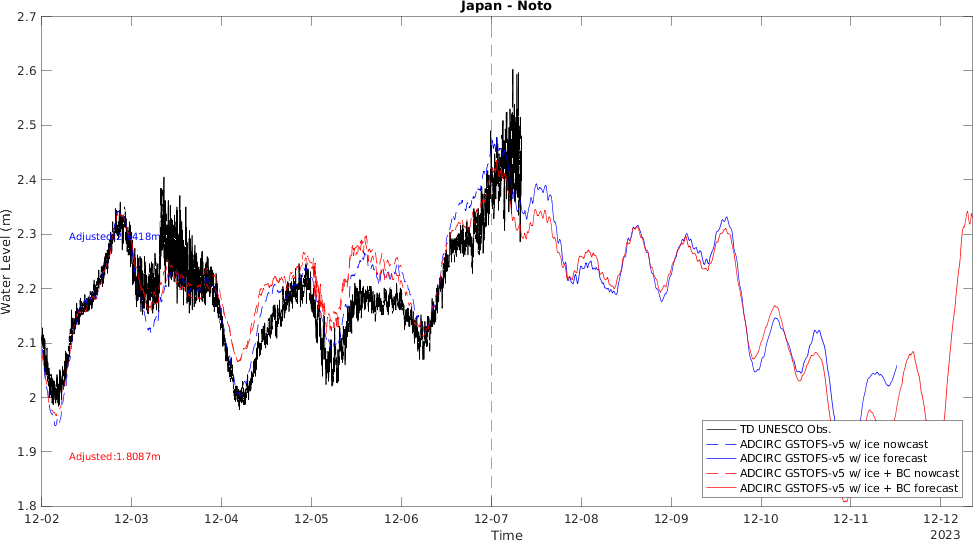 Japan - Noto
2.7
2.6
2.5
2.4
2.3
2.2
2.1
2
1.9
1.8
Water Level (m)
Adjusted:
418m
Adjusted:1.8087m
TD UNESCO Obs.
ADCIRC GSTOFS-v5 w/ ice nowcast
ADCIRC GSTOFS-v5 w/ ice forecast
ADCIRC GSTOFS-v5 w/ ice + BC nowcast
ADCIRC GSTOFS-v5 w/ ice + BC forecast
12-02 12-03 12-04 12-05 12-06 12-07 12-08 12-09 12-10 12-11 12-12
Time
2023